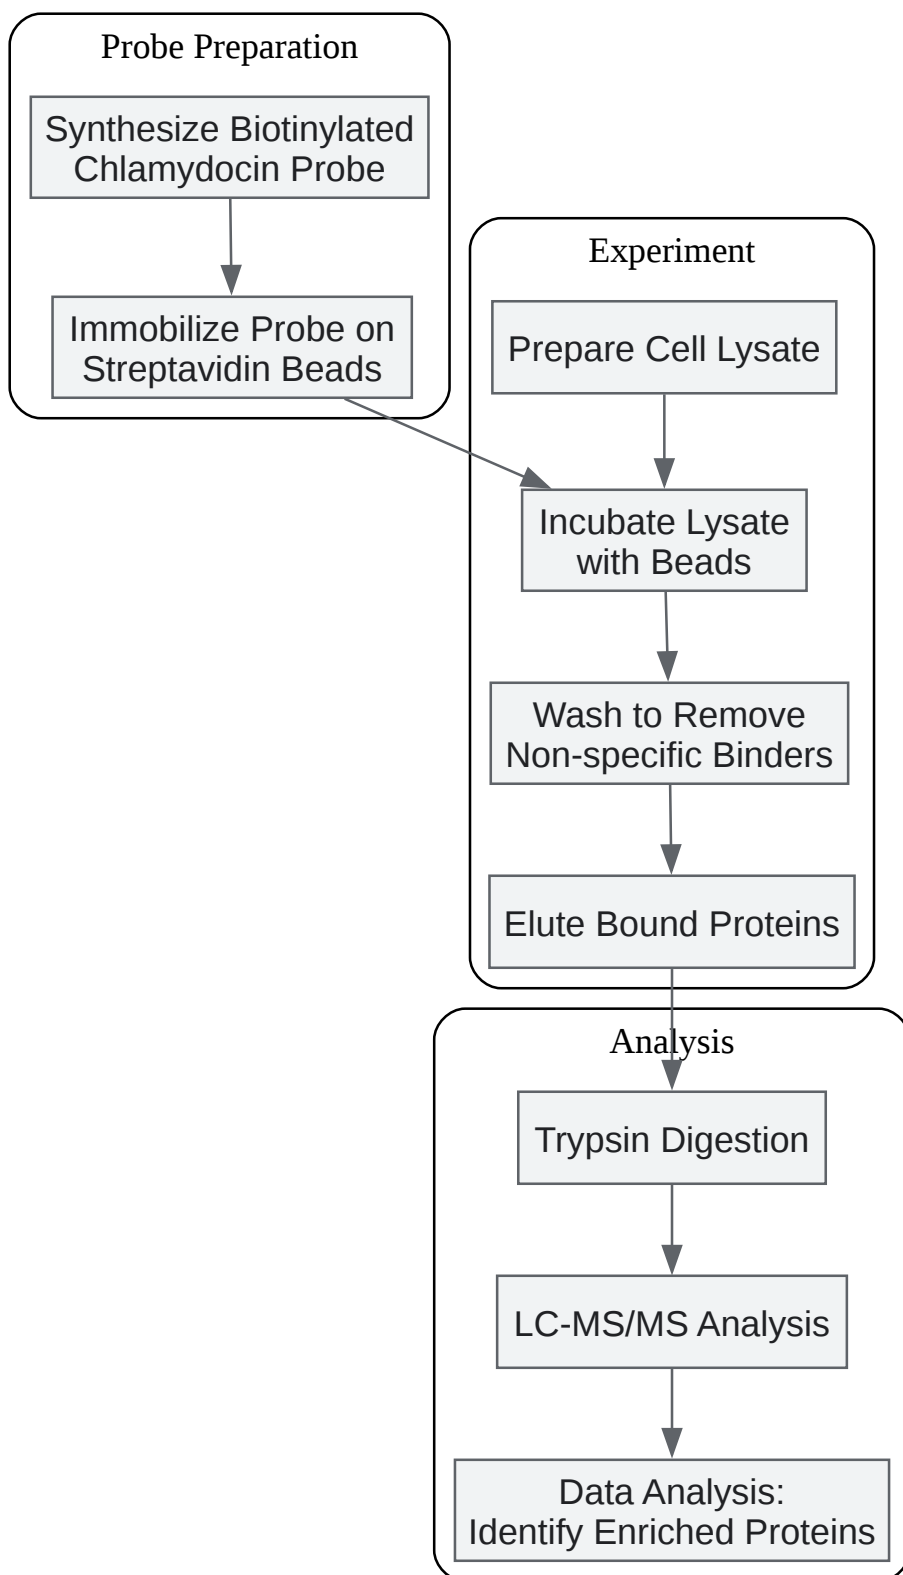 Probe Preparation
Synthesize Biotinylated
Chlamydocin Probe
Immobilize Probe on
Streptavidin Beads
Experiment
Prepare Cell Lysate
Incubate Lysate
with Beads
Wash to Remove
Non-specific Binders
Elute Bound Proteins
Analysis
Trypsin Digestion
LC-MS/MS Analysis
Data Analysis:
Identify Enriched Proteins